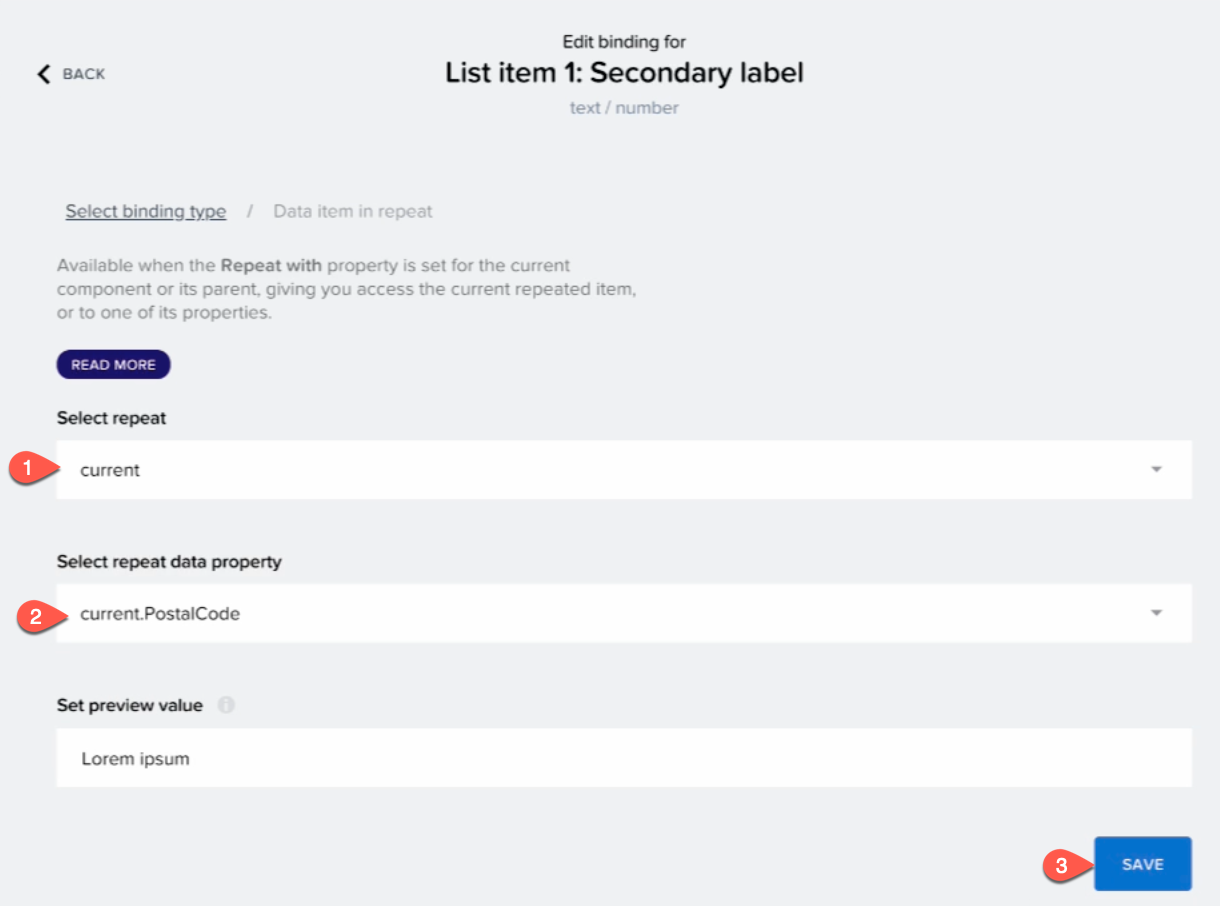 Edit binding for
BACK
List item 1: Secondary label
text / number
Select binding type / Data item in repeat
Available when the Repeat with property is set for the current
component or its parent, giving you access the current repeated item,
or to one of its properties.
READ MORE
Select repeat
1
current
Select repeat data property
2
current.PostalCode
Set preview value i
Lorem ipsum
3
SAVE